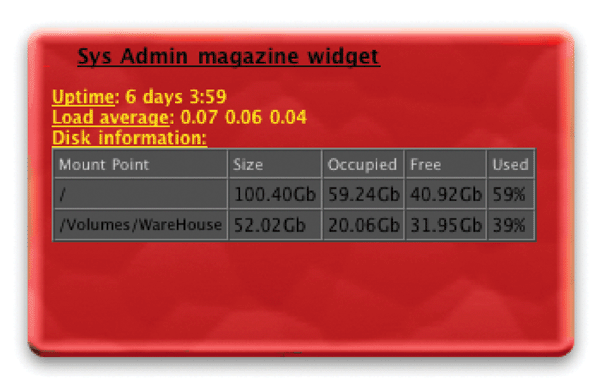 Sys Admin magazine widget
Uptime: 6 days 3:59
Load average: 0.07 0.06 0.04
Disk information:
Mount Point Size Occupied Free Used
/ 100.40Gb 59.24Gb 40.92Gb 59%
/Volumes/WareHouse 52.02Gb 20.06Gb 31.95Gb 39%